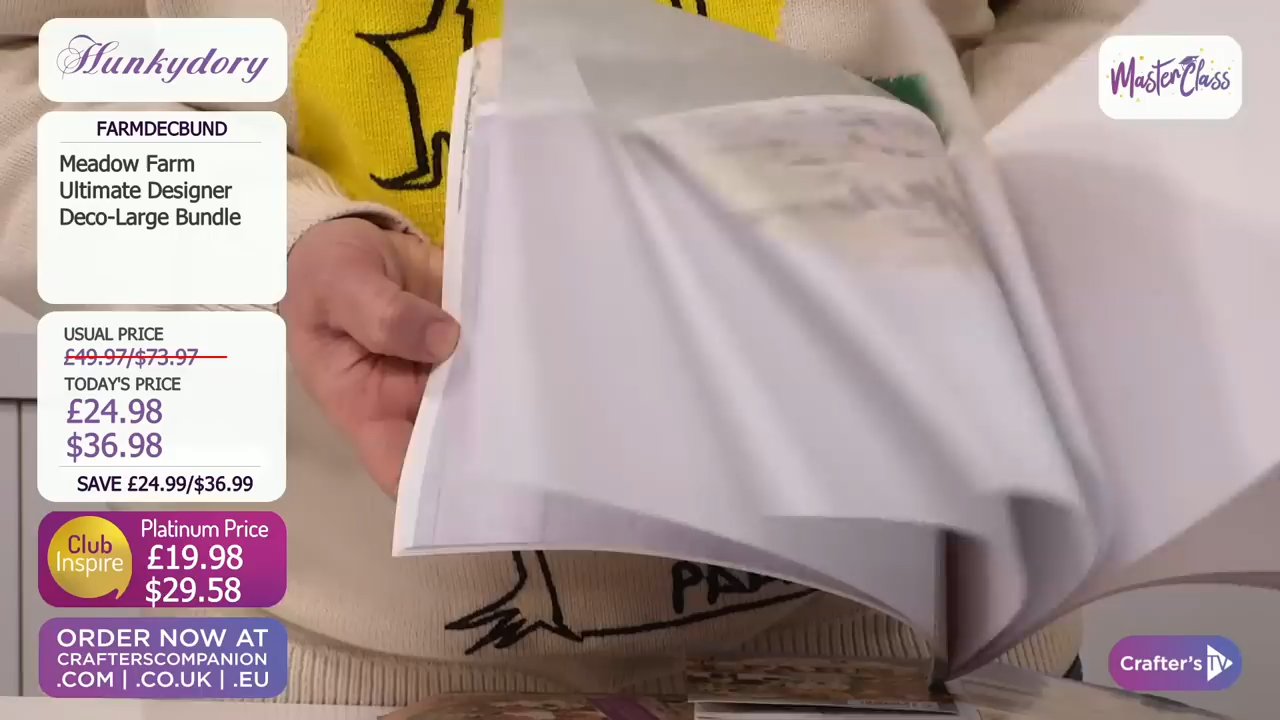 Hunkydory
FARMDECBUND
Meadow Farm
Ultimate Designer
Deco-Large Bundle
USUAL PRICE
£49.97/$73.97
TODAY'S PRICE
£24.98
$36.98
SAVE £24.99/$36.99
Club
Inspire
Platinum Price
£19.98
$29.58
ORDER NOW AT
CRAFTERSCOMPANION
.COM | .CO.UK | .EU
MasterClass
Crafter's TV